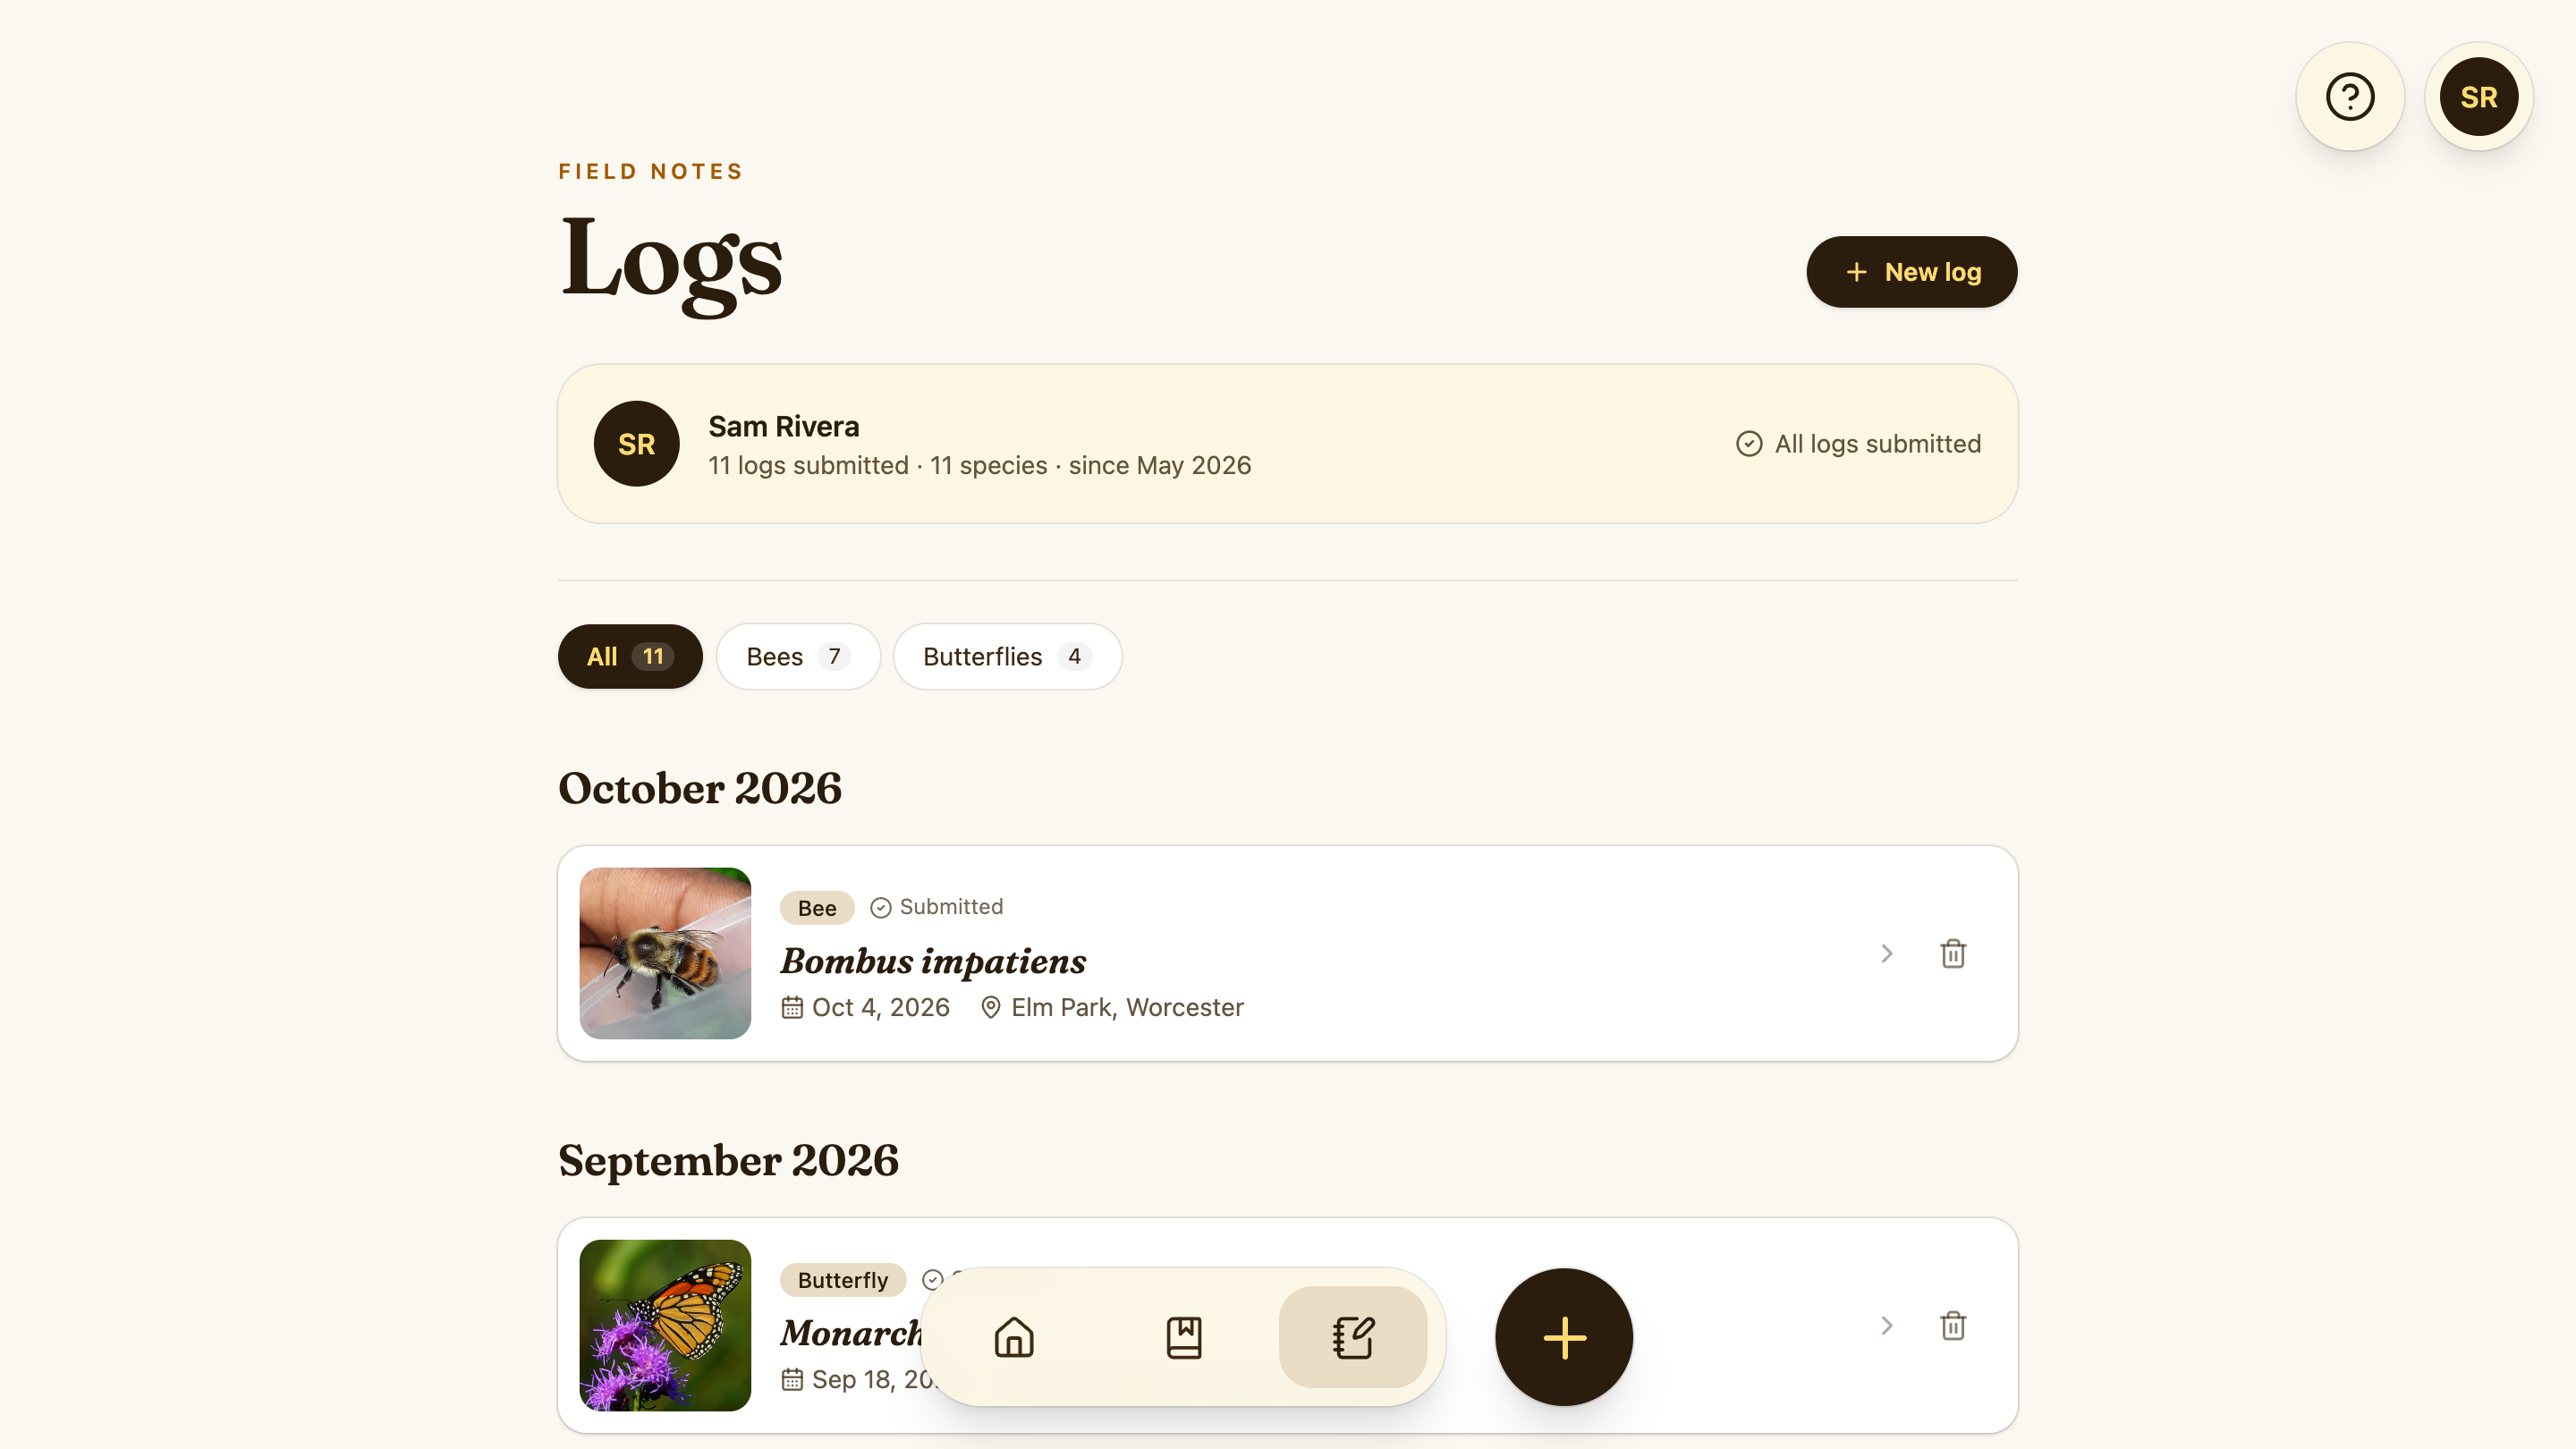 SR
FIELD NOTES
Logs
New log
SR
Sam Rivera
11 logs submitted · 11 species · since May 2026
All logs submitted
All 11
Bees 7
Butterflies 4
October 2026
Bee
Submitted
Bombus impatiens
Oct 4, 2026
Elm Park, Worcester
September 2026
Butterfly
Monarch
Sep 18,